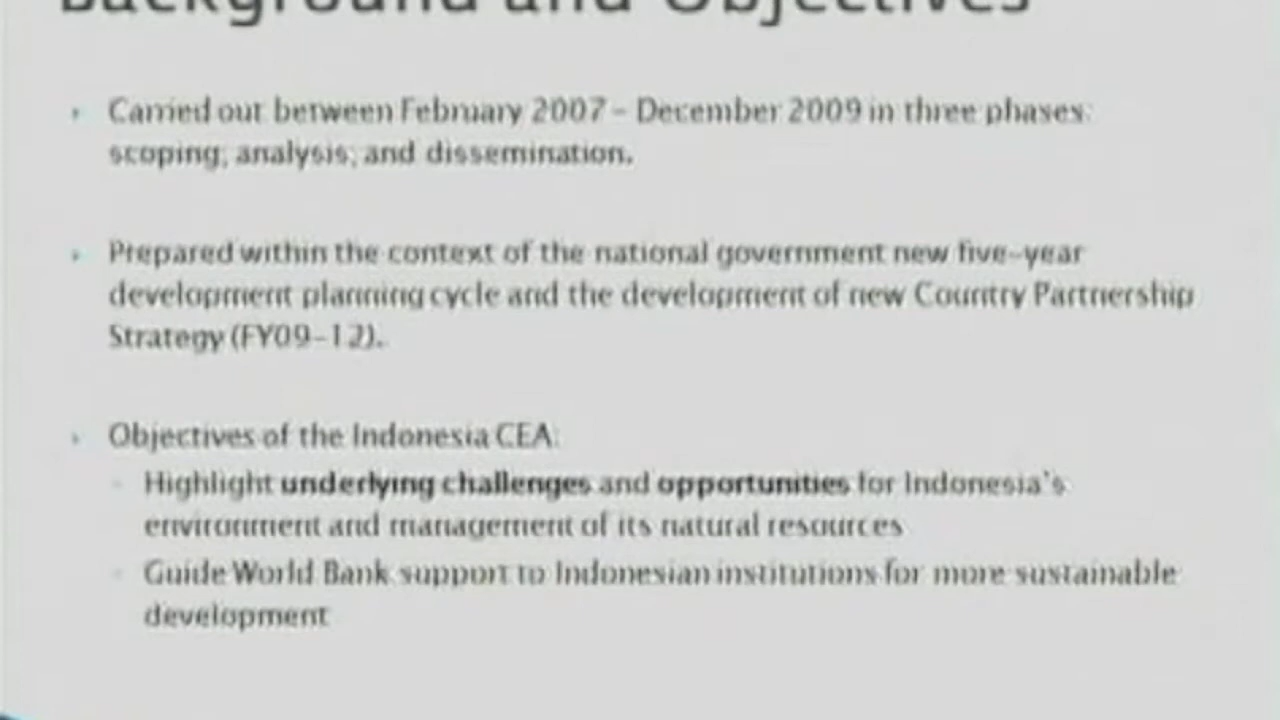 Background and Objectives
Carried out between February 2007 - December 2009 in three phases:
scoping, analysis, and dissemination.
Prepared within the context of the national government new five-year
development planning cycle and the development of new Country Partnership
Strategy (FY09-12).
Objectives of the Indonesia CEA:
Highlight underlying challenges and opportunities for Indonesia's
environment and management of its natural resources
Guide World Bank support to Indonesian institutions for more sustainable
development